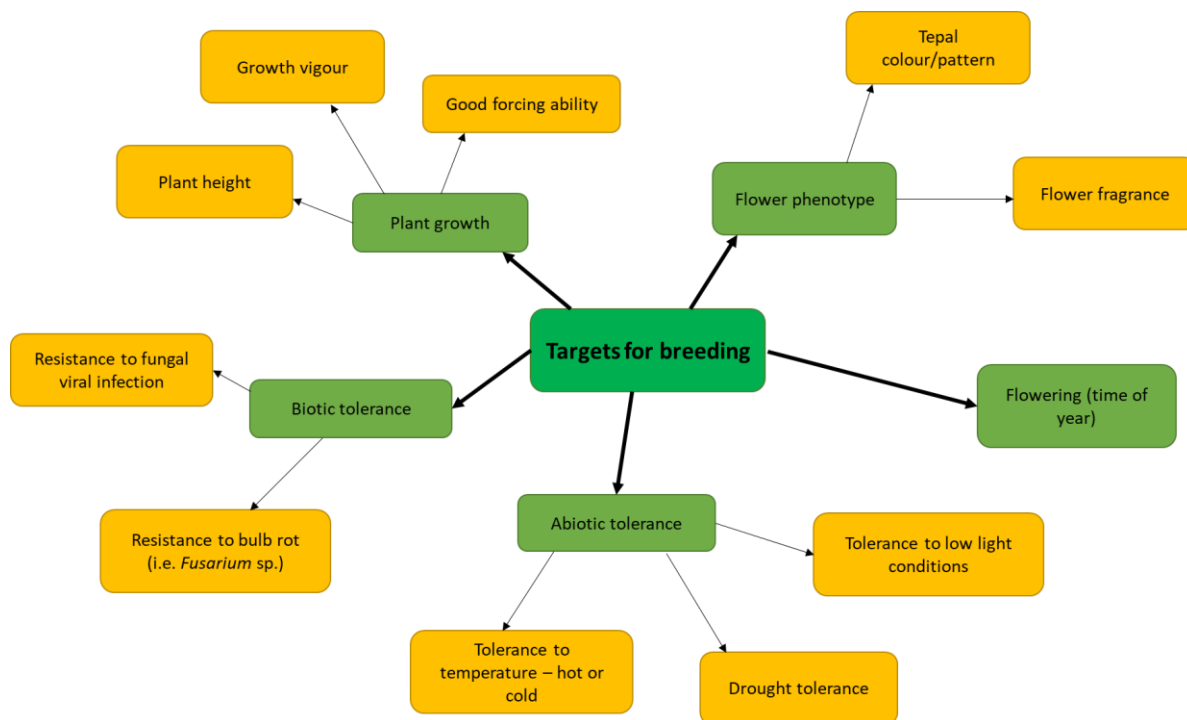 Tepal
colour/pattern
Growth vigour
Good forcing ability
Plant height
Plant growth
Flower phenotype
Flower fragrance
Targets for breeding
Resistance to fungal
viral infection
Biotic tolerance
Flowering (time of
year)
Resistance to bulb rot
(i.e. Fusarium sp.)
Abiotic tolerance
Tolerance to low light
conditions
Tolerance to
temperature – hot or
cold
Drought tolerance